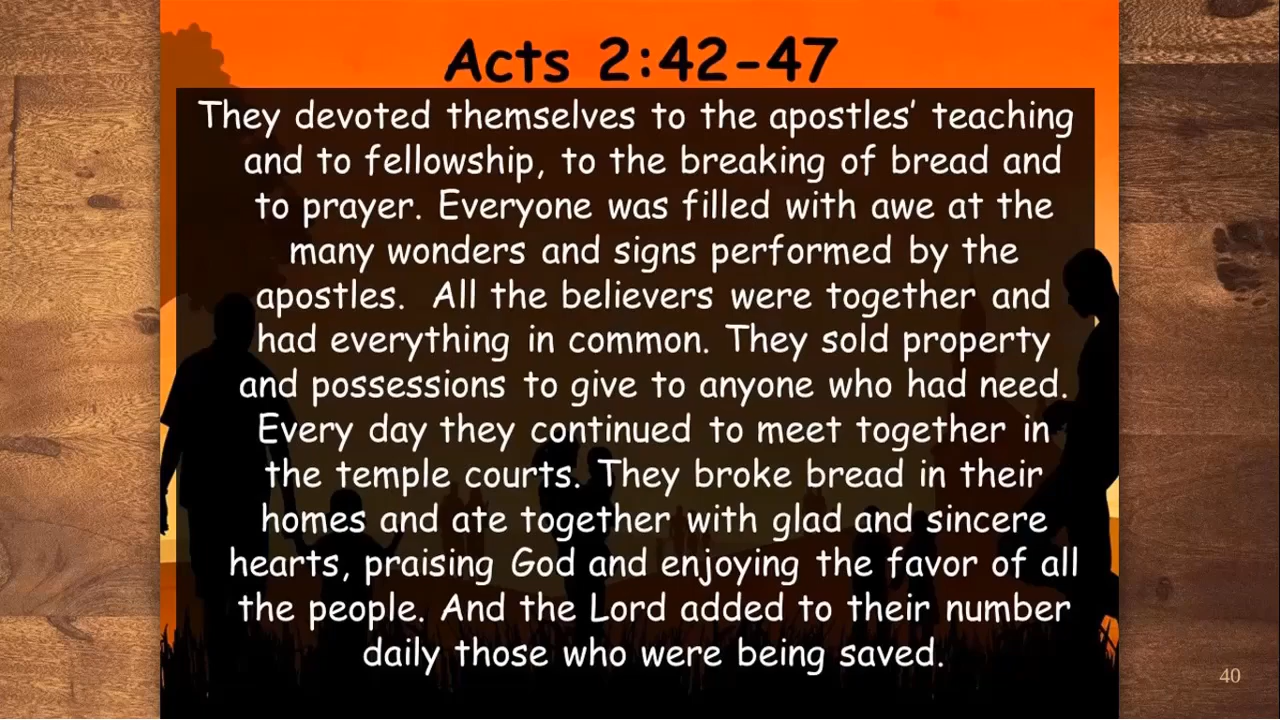 Acts 2:42-47
They devoted themselves to the apostles’ teaching
and to fellowship, to the breaking of bread and
to prayer. Everyone was filled with awe at the
many wonders and signs performed by the
apostles.  All the believers were together and
had everything in common. They sold property
and possessions to give to anyone who had need.
Every day they continued to meet together in
the temple courts. They broke bread in their
homes and ate together with glad and sincere
hearts, praising God and enjoying the favor of all
the people. And the Lord added to their number
daily those who were being saved.
40